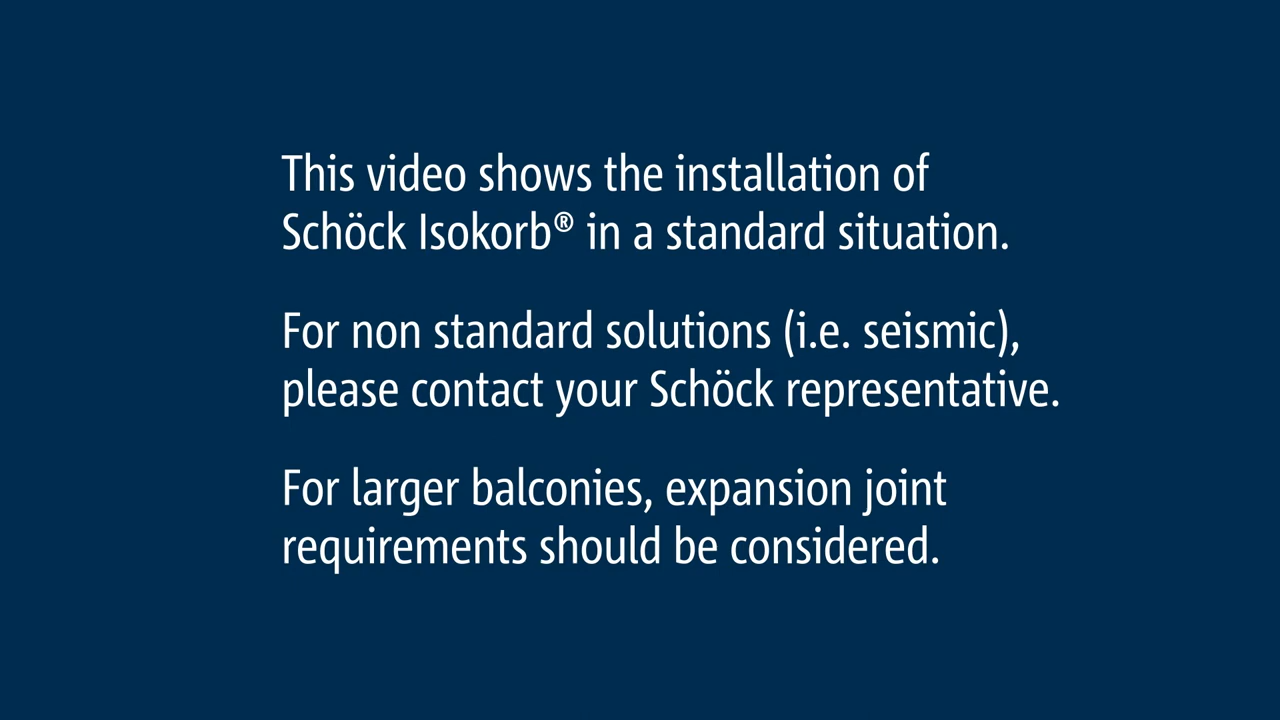 This video shows the installation of
Schöck Isokorb® in a standard situation.
For non standard solutions (i.e. seismic),
please contact your Schöck representative.
For larger balconies, expansion joint
requirements should be considered.